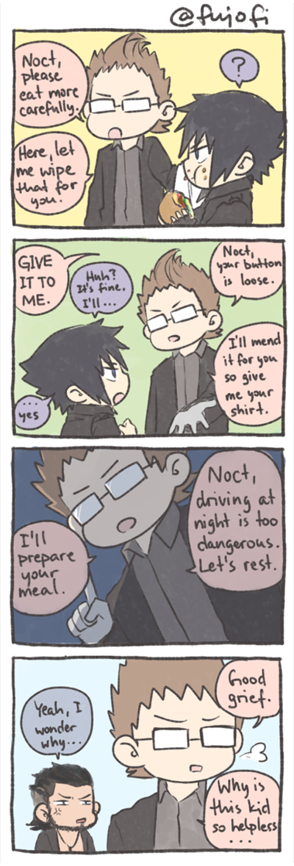 @fujofi
Noct,
please
eat more
carefully.
?
Here, let
me wipe
that for
you.
GIVE
IT TO
ME.
Huh?
It's fine.
I'll...
Noct,
your button
is loose.
I'll mend
it for you
so give
me your
shirt.
...
yes
Noct,
driving at
night is too
dangerous.
Let's rest.
I'll
prepare
your
meal.
Good
grief.
Yeah, I
wonder
why...
Why is
this kid
so helpless
...